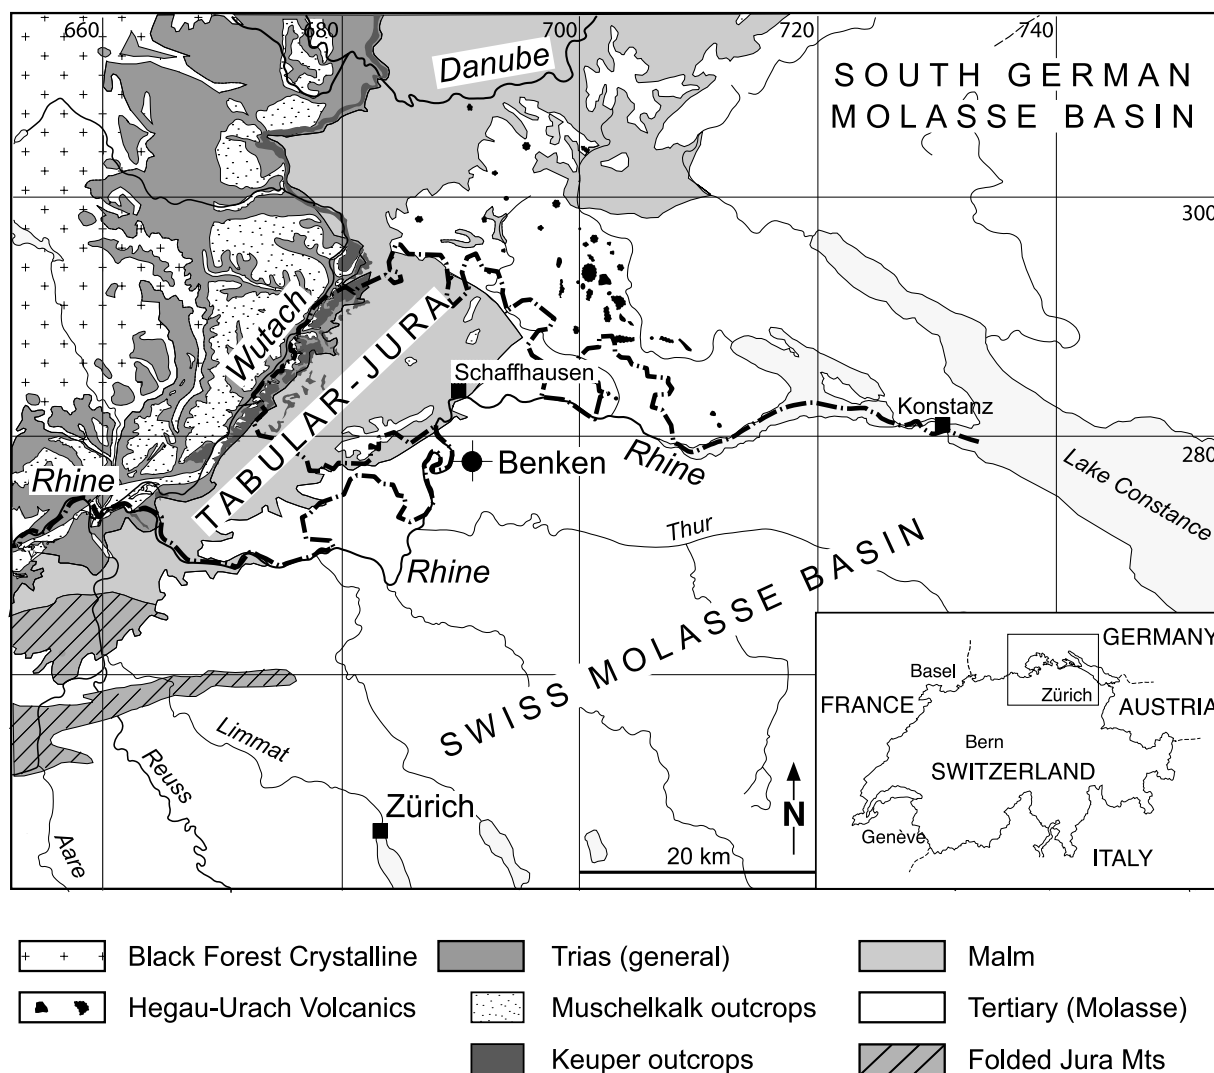 660
680
700
720
740
Danube
SOUTH GERMAN
MOLASSE BASIN
300
Wutach
TABULAR-JURA
Schaffhausen
Konstanz
Rhine
Benken
Rhine
280
Lake Constance
Thur
Rhine
SWISS MOLASSE BASIN
Limmat
Reuss
Aare
Zürich
N
20 km
GERMANY
Basel
Zürich
FRANCE
AUSTRIA
Bern
SWITZERLAND
Genève
ITALY
Black Forest Crystalline
Trias (general)
Malm
Hegau-Urach Volcanics
Muschelkalk outcrops
Tertiary (Molasse)
Keuper outcrops
Folded Jura Mts